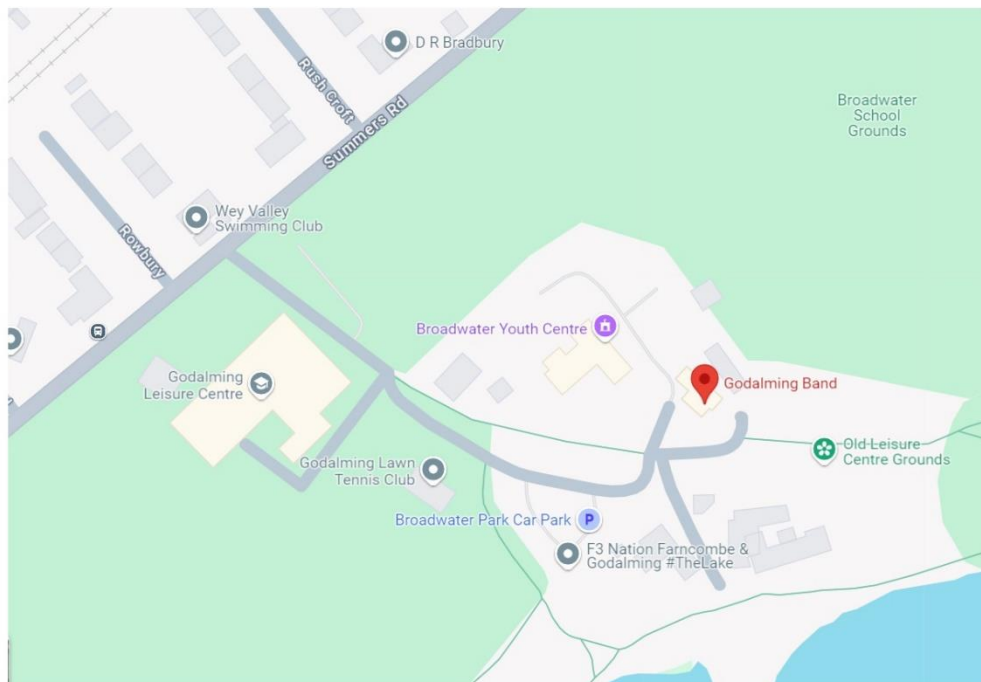 D R Bradbury
Rush Croft
Summers Rd
Broadwater
School
Grounds
Wey Valley
Swimming Club
Rowbury
Broadwater Youth Centre
Godalming
Leisure Centre
Godalming Band
Old Leisure
Centre Grounds
Godalming Lawn
Tennis Club
Broadwater Park Car Park
P
F3 Nation Farncombe &
Godalming #TheLake